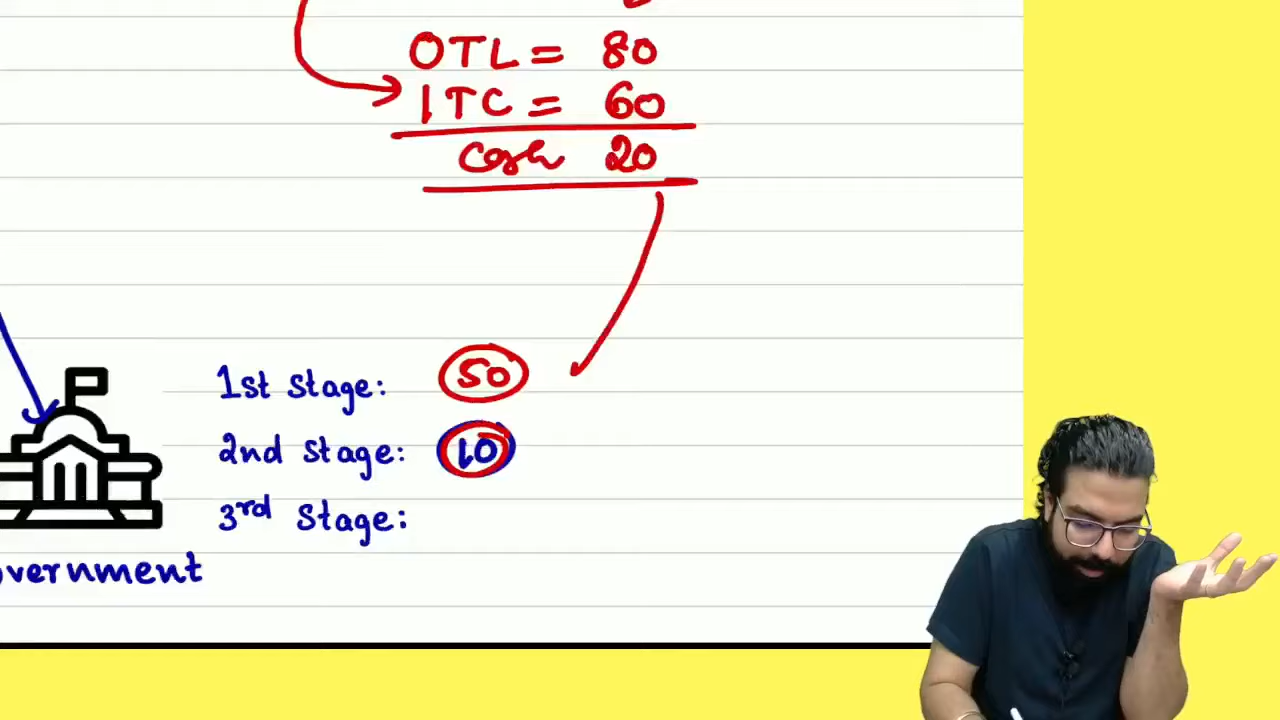 OTL = 80
ITC = 60
Cash 20
1st Stage: 50
2nd Stage: 10
3rd Stage:
overnment